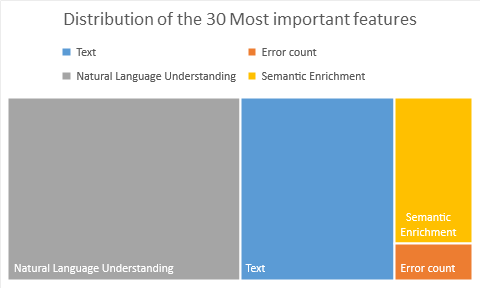 Distribution of the 30 Most important features
Text
Error count
Natural Language Understanding
Semantic Enrichment
Natural Language Understanding
Text
Semantic
Enrichment
Error count